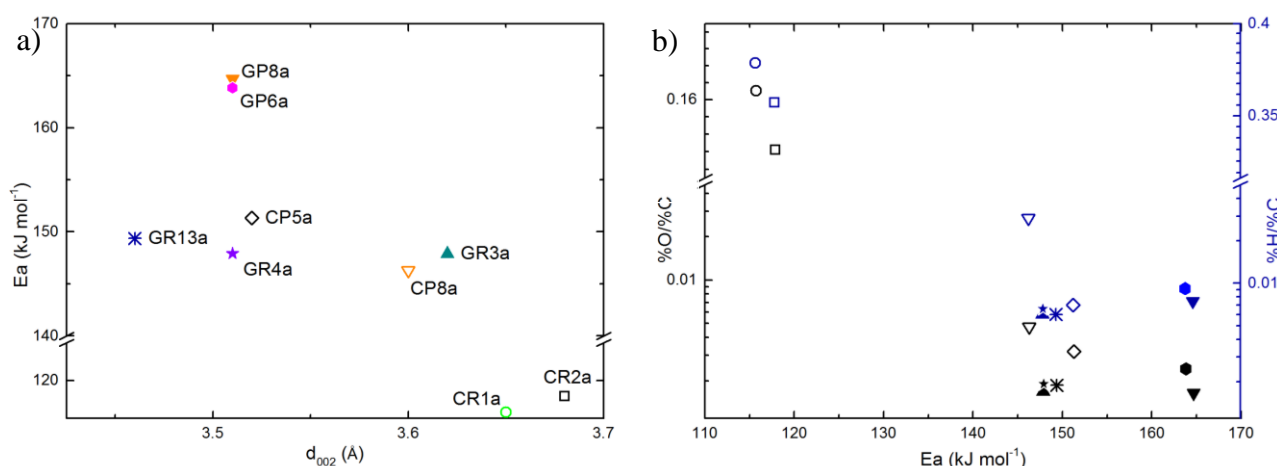 a)
170
160
150
140
120
Ea (kJ mol⁻¹)
GP8a
GP6a
CP5a
GR13a
GR4a
GR3a
CP8a
CR2a
CR1a
3.5
3.6
3.7
d₀₀₂ (Å)
b)
0.16
0.01
%O/%C
0.4
0.35
0.01
%H/%C
110
120
130
140
150
160
170
Ea (kJ mol⁻¹)